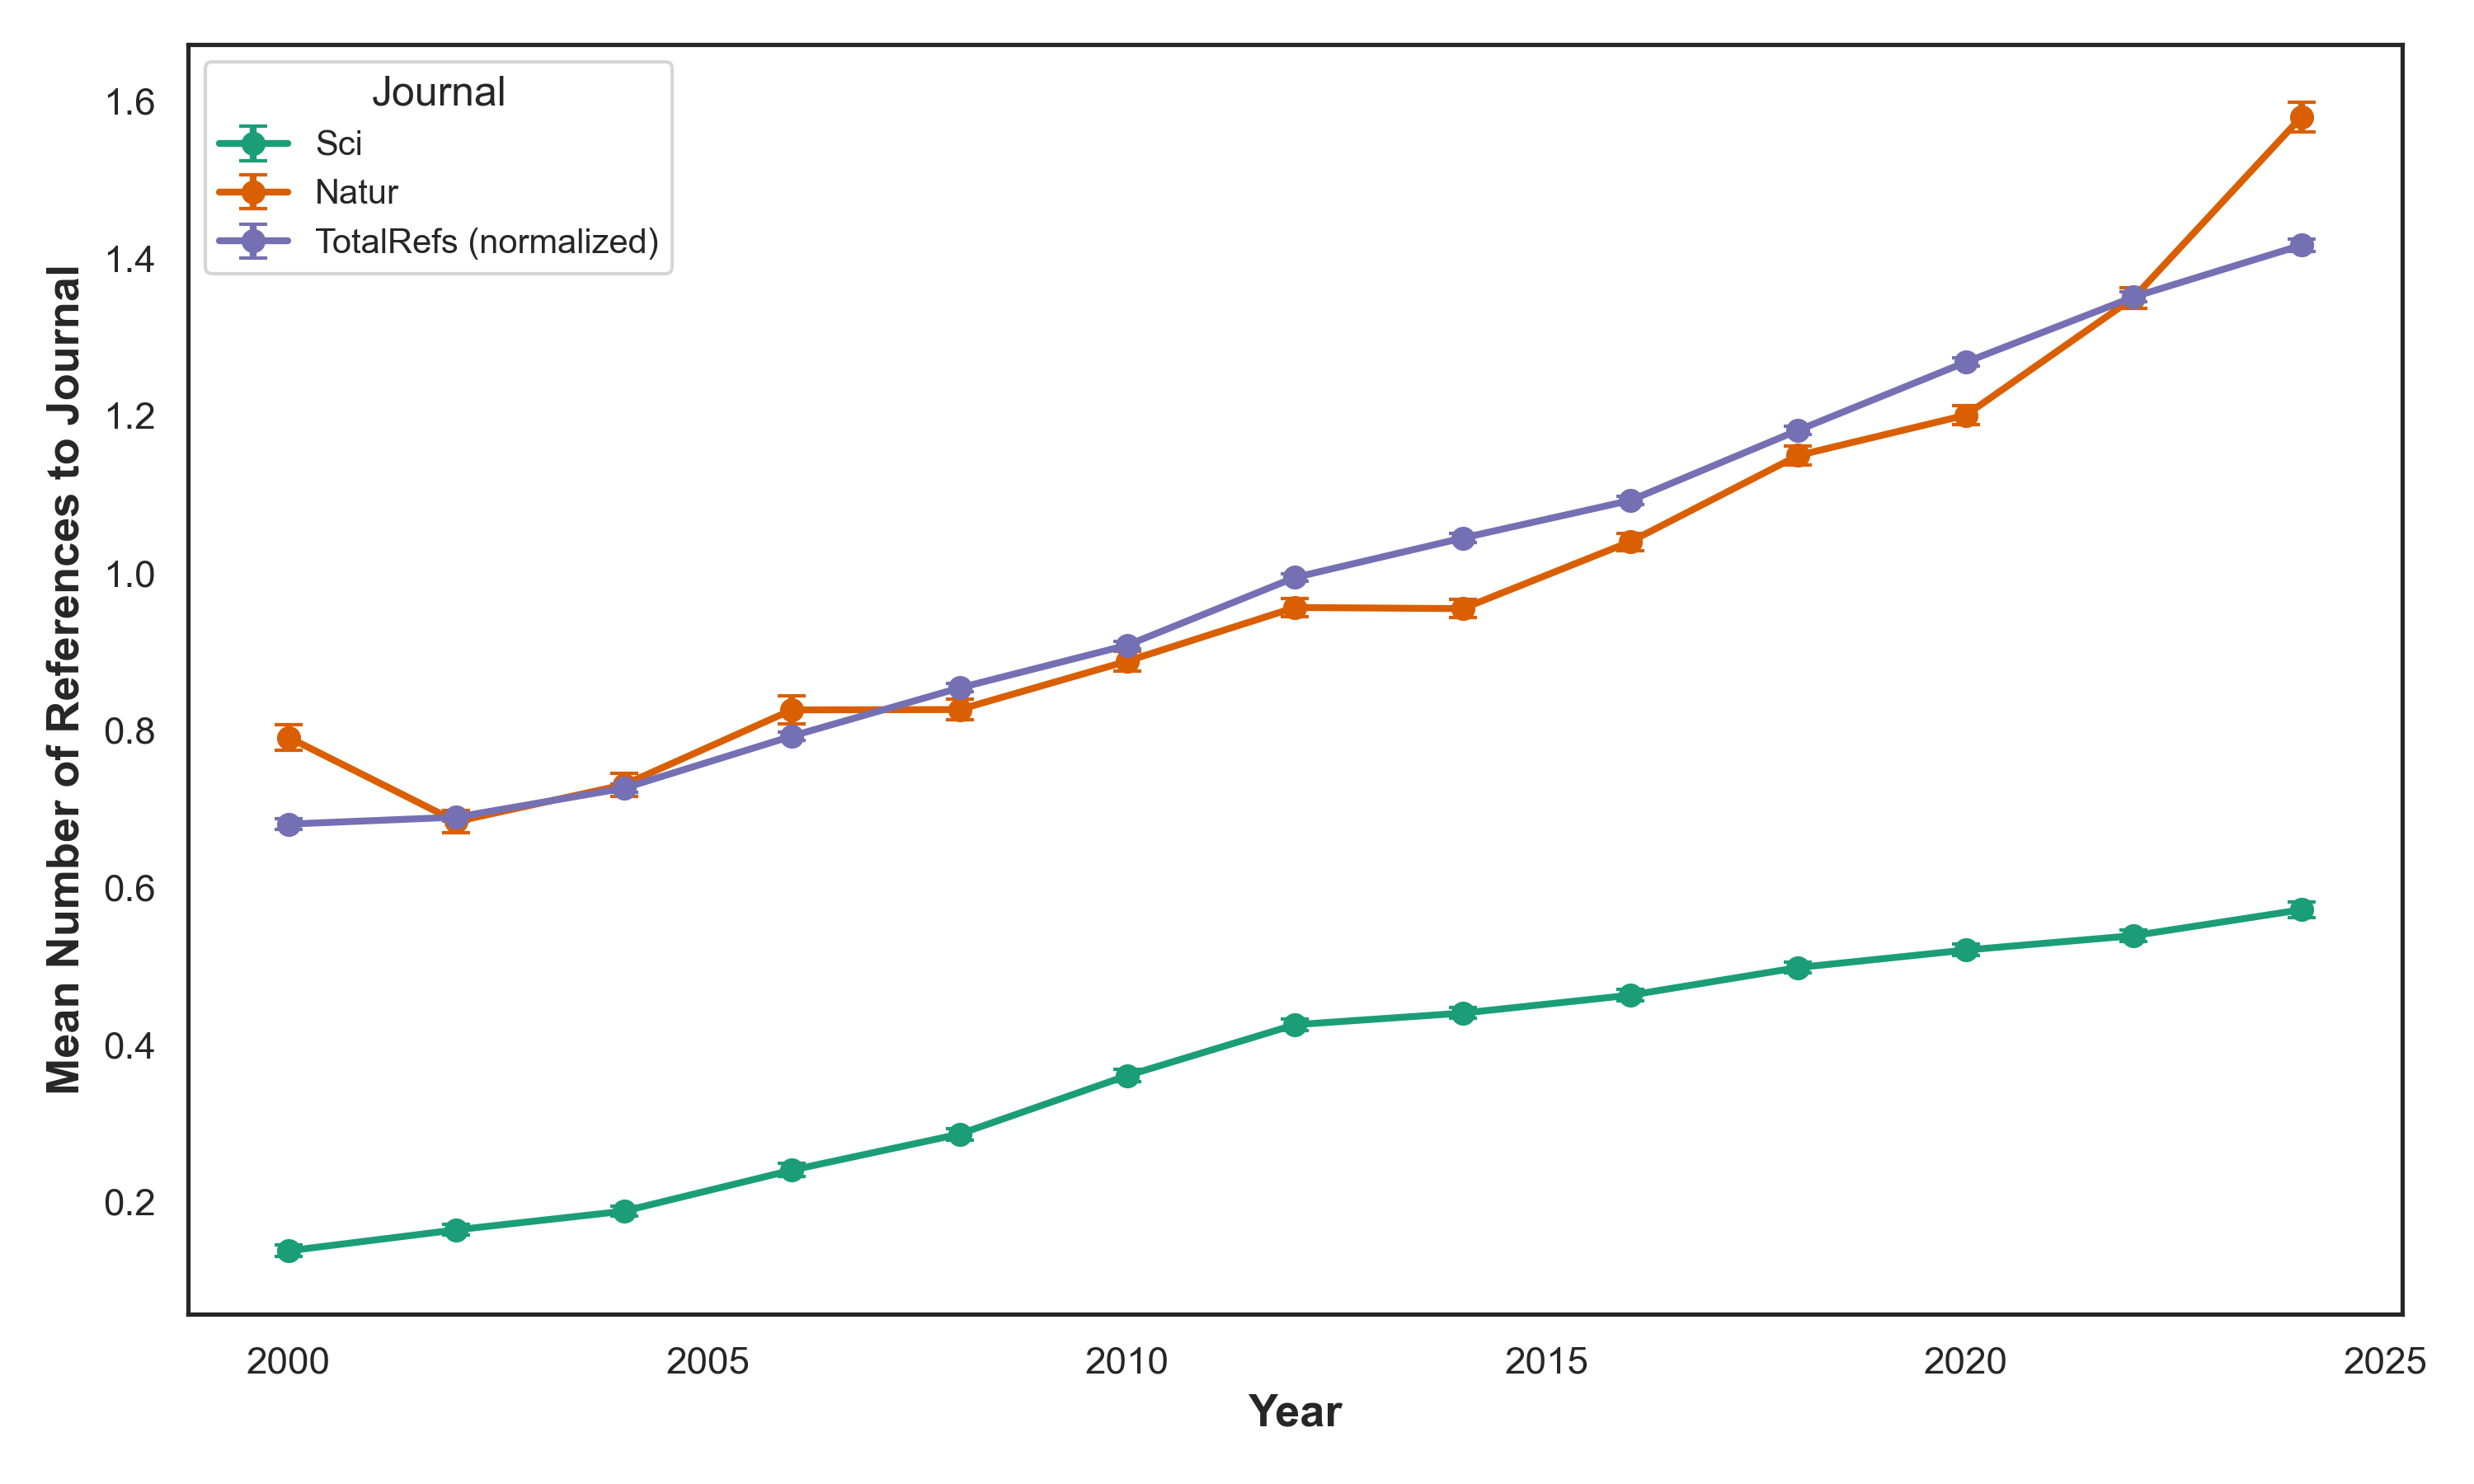 Journal
Sci
Natur
TotalRefs (normalized)
Mean Number of References to Journal
1.6
1.4
1.2
1.0
0.8
0.6
0.4
0.2
2000 2005 2010 2015 2020 2025
Year